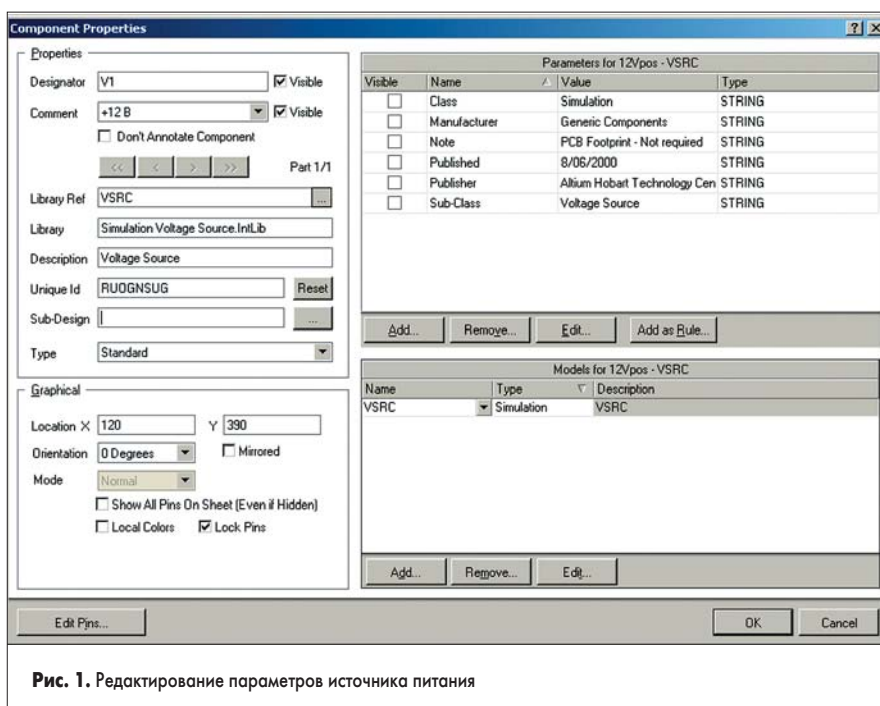 Component Properties
Properties
Designator V1 Visible
Comment +12 В Visible
Don't Annotate Component
<< < > >> Part 1/1
Library Ref VSRC ...
Library Simulation Voltage Source.IntLib
Description Voltage Source
Unique Id RUOGNSUG Reset
Sub-Design ...
Type Standard
Graphical
Location X 120 Y 390
Orientation 0 Degrees Mirrored
Mode Normal
Show All Pins On Sheet (Even if Hidden)
Local Colors Lock Pins
Parameters for 12Vpos - VSRC
Visible Name Value Type
Class Simulation STRING
Manufacturer Generic Components STRING
Note PCB Footprint - Not required STRING
Published 8/06/2000 STRING
Publisher Altium Hobart Technology Cen STRING
Sub-Class Voltage Source STRING
Add... Remove... Edit... Add as Rule...
Models for 12Vpos - VSRC
Name Type Description
VSRC Simulation VSRC
Add... Remove... Edit...
Edit Pins... OK Cancel
Рис. 1. Редактирование параметров источника питания